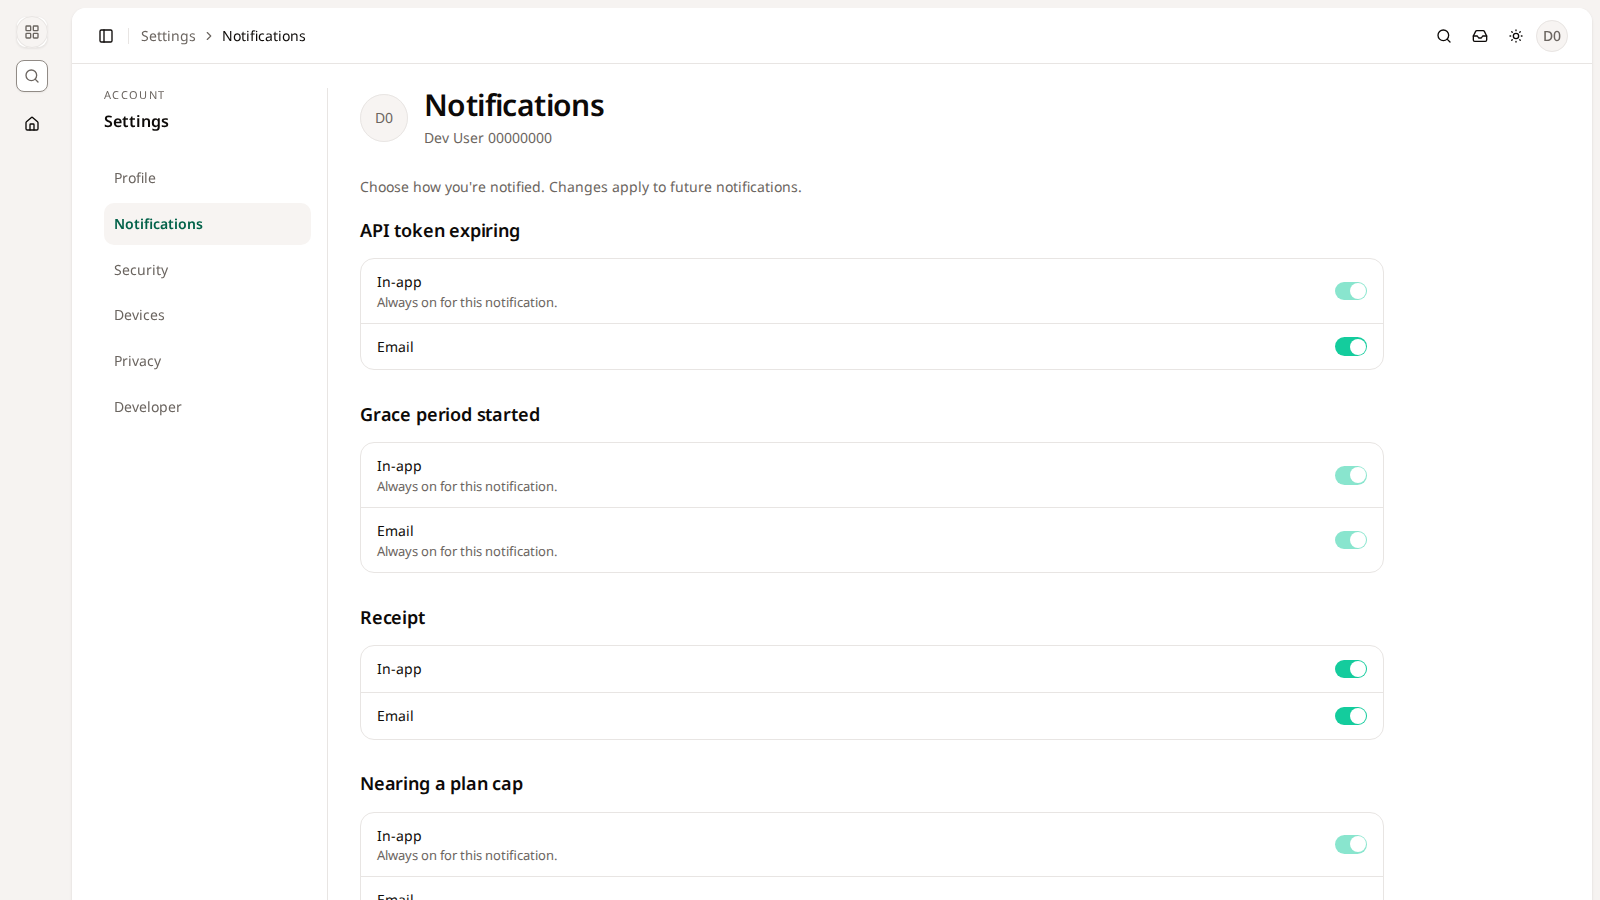 Settings > Notifications
D0
ACCOUNT
Settings
Profile
Notifications
Security
Devices
Privacy
Developer
D0
Notifications
Dev User 00000000
Choose how you're notified. Changes apply to future notifications.
API token expiring
In-app
Always on for this notification.
Email
Grace period started
In-app
Always on for this notification.
Email
Always on for this notification.
Receipt
In-app
Email
Nearing a plan cap
In-app
Always on for this notification.
Email